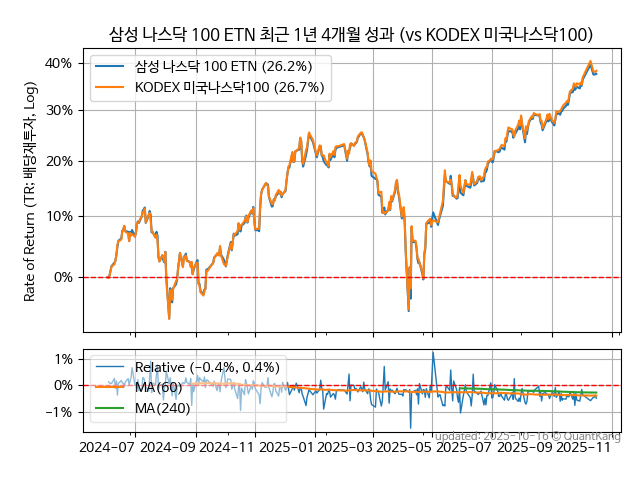 삼성 나스닥 100 ETN 최근 1년 4개월 성과 (vs KODEX 미국나스닥100)
Rate of Return (TR: 배당재투자, Log)
40%
30%
20%
10%
0%
삼성 나스닥 100 ETN (26.2%)
KODEX 미국나스닥100 (26.7%)
1%
0%
−1%
Relative (−0.4%, 0.4%)
MA(60)
MA(240)
2024-07 2024-09 2024-11 2025-01 2025-03 2025-05 2025-07 2025-09 2025-11
updated: 2025-10-16 © QuantKang